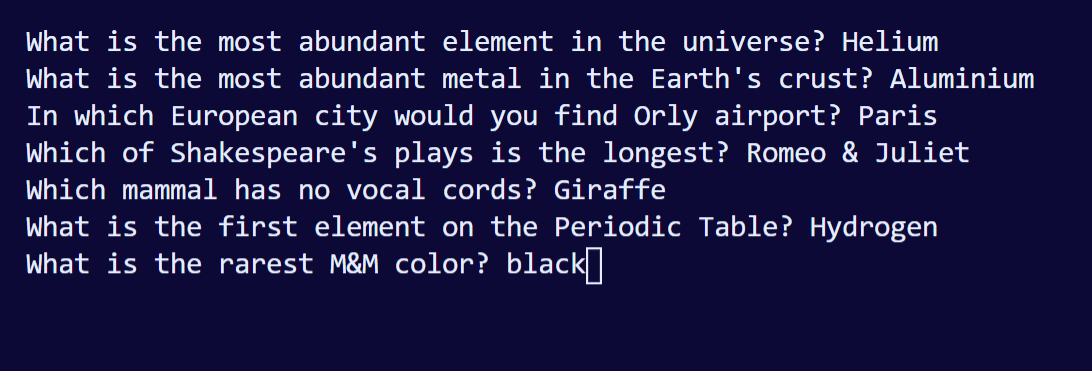 What is the most abundant element in the universe? Helium
What is the most abundant metal in the Earth's crust? Aluminium
In which European city would you find Orly airport? Paris
Which of Shakespeare's plays is the longest? Romeo & Juliet
Which mammal has no vocal cords? Giraffe
What is the first element on the Periodic Table? Hydrogen
What is the rarest M&M color? black